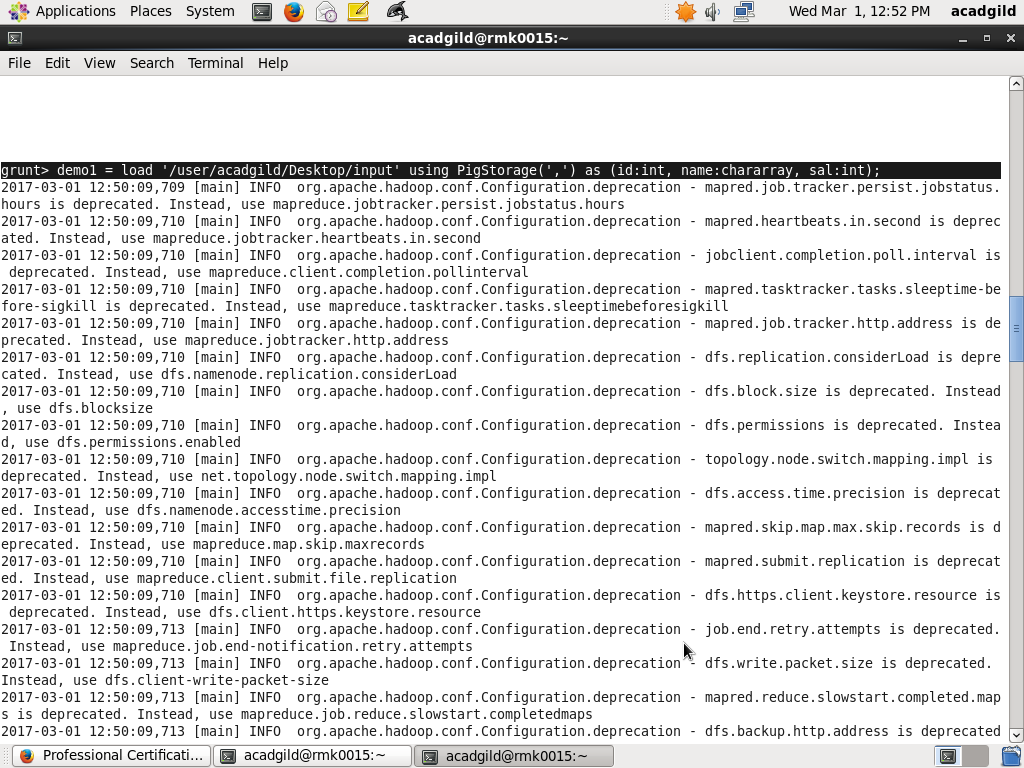 Applications Places System Wed Mar 1, 12:52 PM acadgild
acadgild@rmk0015:~
File Edit View Search Terminal Help
grunt> demo1 = load '/user/acadgild/Desktop/input' using PigStorage(',') as (id:int, name:chararray, sal:int);
2017-03-01 12:50:09,709 [main] INFO  org.apache.hadoop.conf.Configuration.deprecation - mapred.job.tracker.persist.jobstatus.
hours is deprecated. Instead, use mapreduce.jobtracker.persist.jobstatus.hours
2017-03-01 12:50:09,710 [main] INFO  org.apache.hadoop.conf.Configuration.deprecation - mapred.heartbeats.in.second is deprec
ated. Instead, use mapreduce.jobtracker.heartbeats.in.second
2017-03-01 12:50:09,710 [main] INFO  org.apache.hadoop.conf.Configuration.deprecation - jobclient.completion.poll.interval is
 deprecated. Instead, use mapreduce.client.completion.pollinterval
2017-03-01 12:50:09,710 [main] INFO  org.apache.hadoop.conf.Configuration.deprecation - mapred.tasktracker.tasks.sleeptime-be
fore-sigkill is deprecated. Instead, use mapreduce.tasktracker.tasks.sleeptimebeforesigkill
2017-03-01 12:50:09,710 [main] INFO  org.apache.hadoop.conf.Configuration.deprecation - mapred.job.tracker.http.address is de
precated. Instead, use mapreduce.jobtracker.http.address
2017-03-01 12:50:09,710 [main] INFO  org.apache.hadoop.conf.Configuration.deprecation - dfs.replication.considerLoad is depre
cated. Instead, use dfs.namenode.replication.considerLoad
2017-03-01 12:50:09,710 [main] INFO  org.apache.hadoop.conf.Configuration.deprecation - dfs.block.size is deprecated. Instead
, use dfs.blocksize
2017-03-01 12:50:09,710 [main] INFO  org.apache.hadoop.conf.Configuration.deprecation - dfs.permissions is deprecated. Instea
d, use dfs.permissions.enabled
2017-03-01 12:50:09,710 [main] INFO  org.apache.hadoop.conf.Configuration.deprecation - topology.node.switch.mapping.impl is
deprecated. Instead, use net.topology.node.switch.mapping.impl
2017-03-01 12:50:09,710 [main] INFO  org.apache.hadoop.conf.Configuration.deprecation - dfs.access.time.precision is deprecat
ed. Instead, use dfs.namenode.accesstime.precision
2017-03-01 12:50:09,710 [main] INFO  org.apache.hadoop.conf.Configuration.deprecation - mapred.skip.map.max.skip.records is d
eprecated. Instead, use mapreduce.map.skip.maxrecords
2017-03-01 12:50:09,710 [main] INFO  org.apache.hadoop.conf.Configuration.deprecation - mapred.submit.replication is deprecat
ed. Instead, use mapreduce.client.submit.file.replication
2017-03-01 12:50:09,710 [main] INFO  org.apache.hadoop.conf.Configuration.deprecation - dfs.https.client.keystore.resource is
 deprecated. Instead, use dfs.client.https.keystore.resource
2017-03-01 12:50:09,713 [main] INFO  org.apache.hadoop.conf.Configuration.deprecation - job.end.retry.attempts is deprecated.
 Instead, use mapreduce.job.end-notification.retry.attempts
2017-03-01 12:50:09,713 [main] INFO  org.apache.hadoop.conf.Configuration.deprecation - dfs.write.packet.size is deprecated.
Instead, use dfs.client-write-packet-size
2017-03-01 12:50:09,713 [main] INFO  org.apache.hadoop.conf.Configuration.deprecation - mapred.reduce.slowstart.completed.map
s is deprecated. Instead, use mapreduce.job.reduce.slowstart.completedmaps
2017-03-01 12:50:09,713 [main] INFO  org.apache.hadoop.conf.Configuration.deprecation - dfs.backup.http.address is deprecated
Professional Certificati... acadgild@rmk0015:~ acadgild@rmk0015:~